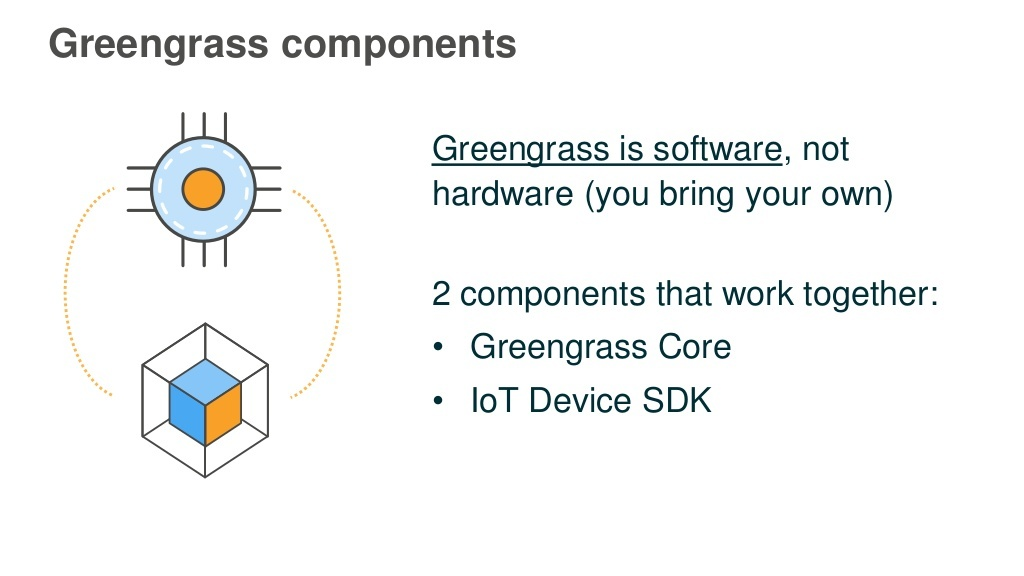 Greengrass components
Greengrass is software, not
hardware (you bring your own)
2 components that work together:
• Greengrass Core
• IoT Device SDK